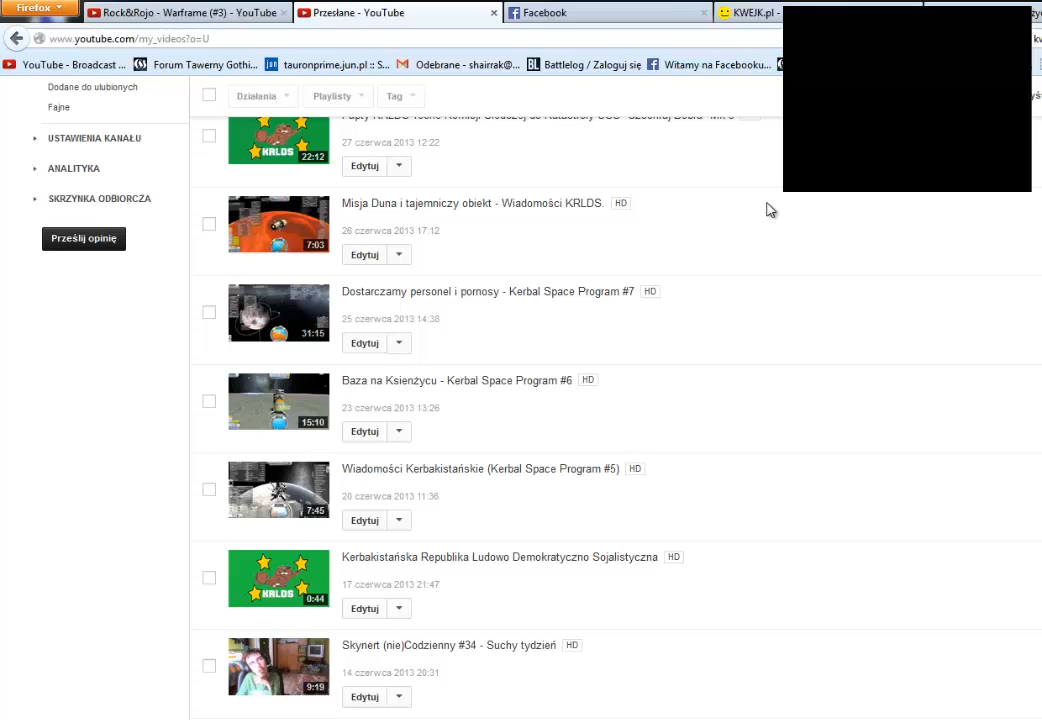 Firefox
Rock&Rojo - Warframe (#3) - YouTube
Przesłane - YouTube
Facebook
KWEJK.pl -
www.youtube.com/my_videos?o=U
YouTube - Broadcast ...
Forum Tawerny Gothi...
jun
tauronprime.jun.pl :: S...
Odebrane - shairrak@...
BL
Battlelog / Zaloguj się
Witamy na Facebooku...
Dodane do ulubionych
Fajne
USTAWIENIA KANAŁU
ANALITYKA
SKRZYNKA ODBIORCZA
Prześlij opinię
Działania
Playlisty
Tag
KRLDS
22:12
27 czerwca 2013 12:22
Edytuj
7:03
Misja Duna i tajemniczy obiekt - Wiadomości KRLDS. HD
26 czerwca 2013 17:12
Edytuj
31:15
Dostarczamy personel i pornosy - Kerbal Space Program #7 HD
25 czerwca 2013 14:38
Edytuj
15:10
Baza na Ksienżycu - Kerbal Space Program #6 HD
23 czerwca 2013 13:26
Edytuj
7:45
Wiadomości Kerbakistańskie (Kerbal Space Program #5) HD
20 czerwca 2013 11:36
Edytuj
KRLDS
0:44
Kerbakistańska Republika Ludowo Demokratyczno Sojalistyczna HD
17 czerwca 2013 21:47
Edytuj
9:19
Skynert (nie)Codzienny #34 - Suchy tydzień HD
14 czerwca 2013 20:31
Edytuj